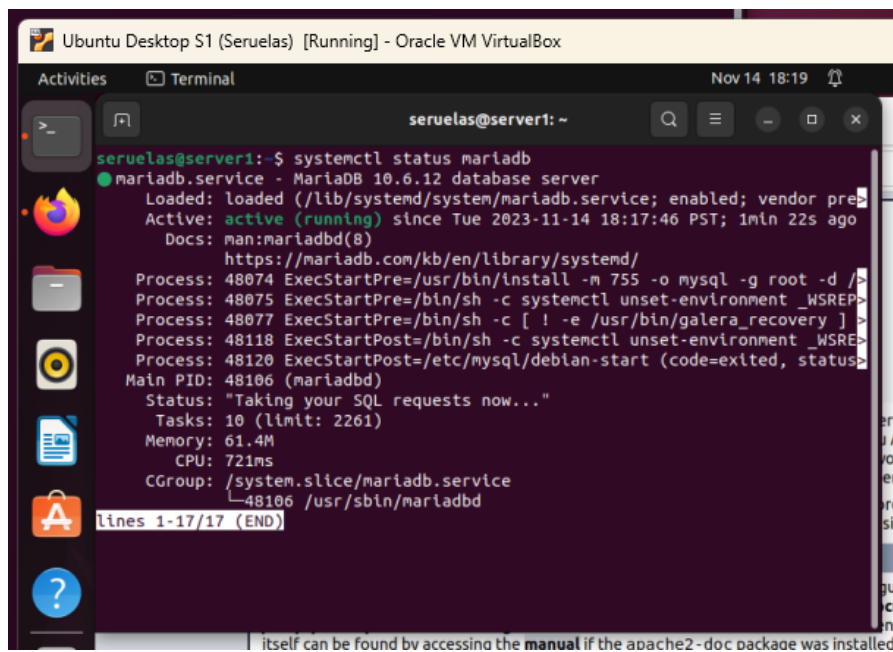 Ubuntu Desktop S1 (Seruelas) [Running] - Oracle VM VirtualBox
Activities Terminal Nov 14 18:19
seruelas@server1: ~
seruelas@server1:~$ systemctl status mariadb
mariadb.service - MariaDB 10.6.12 database server
Loaded: loaded (/lib/systemd/system/mariadb.service; enabled; vendor pre>
Active: active (running) since Tue 2023-11-14 18:17:46 PST; 1min 22s ago
Docs: man:mariadbd(8)
https://mariadb.com/kb/en/library/systemd/
Process: 48074 ExecStartPre=/usr/bin/install -m 755 -o mysql -g root -d />
Process: 48075 ExecStartPre=/bin/sh -c systemctl unset-environment _WSREP>
Process: 48077 ExecStartPre=/bin/sh -c [ ! -e /usr/bin/galera_recovery ] >
Process: 48118 ExecStartPost=/bin/sh -c systemctl unset-environment _WSRE>
Process: 48120 ExecStartPost=/etc/mysql/debian-start (code=exited, status>
Main PID: 48106 (mariadbd)
Status: "Taking your SQL requests now..."
Tasks: 10 (limit: 2261)
Memory: 61.4M
CPU: 721ms
CGroup: /system.slice/mariadb.service
└─48106 /usr/sbin/mariadbd
lines 1-17/17 (END)
itself can be found by accessing the manual if the apache2-doc package was installed